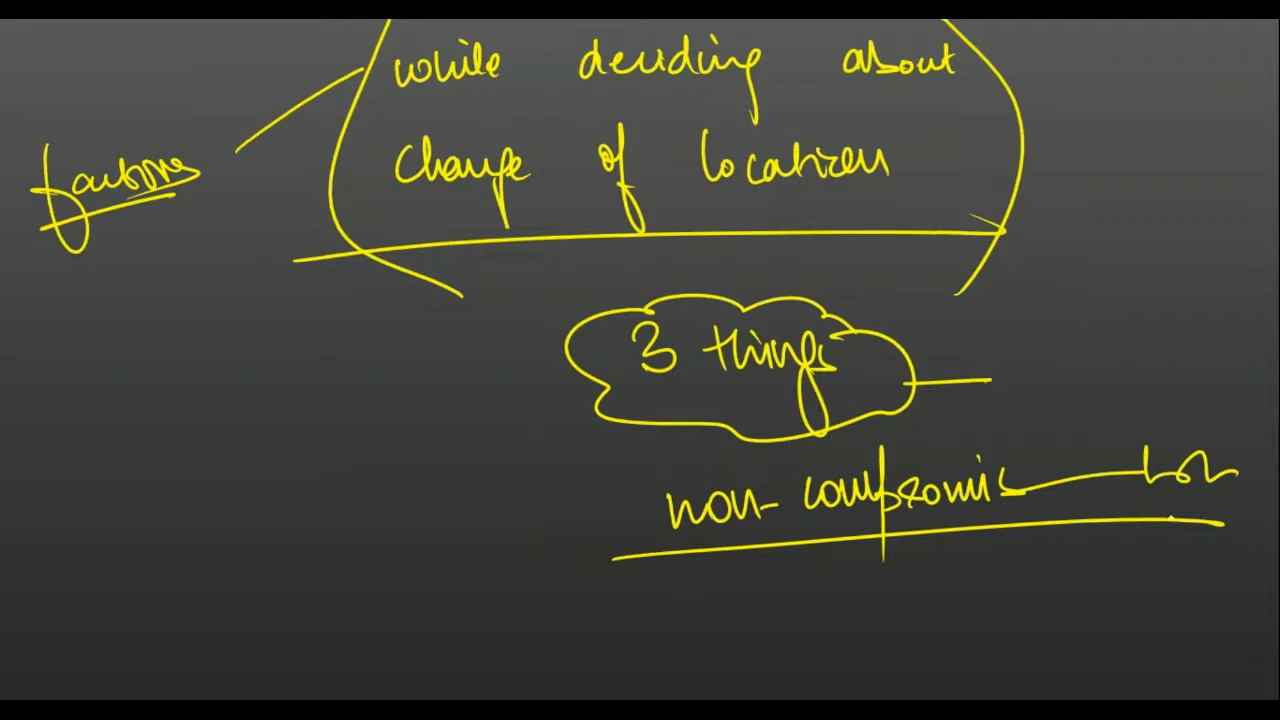 while deciding about
factors
change of location
3 things
non-compromis